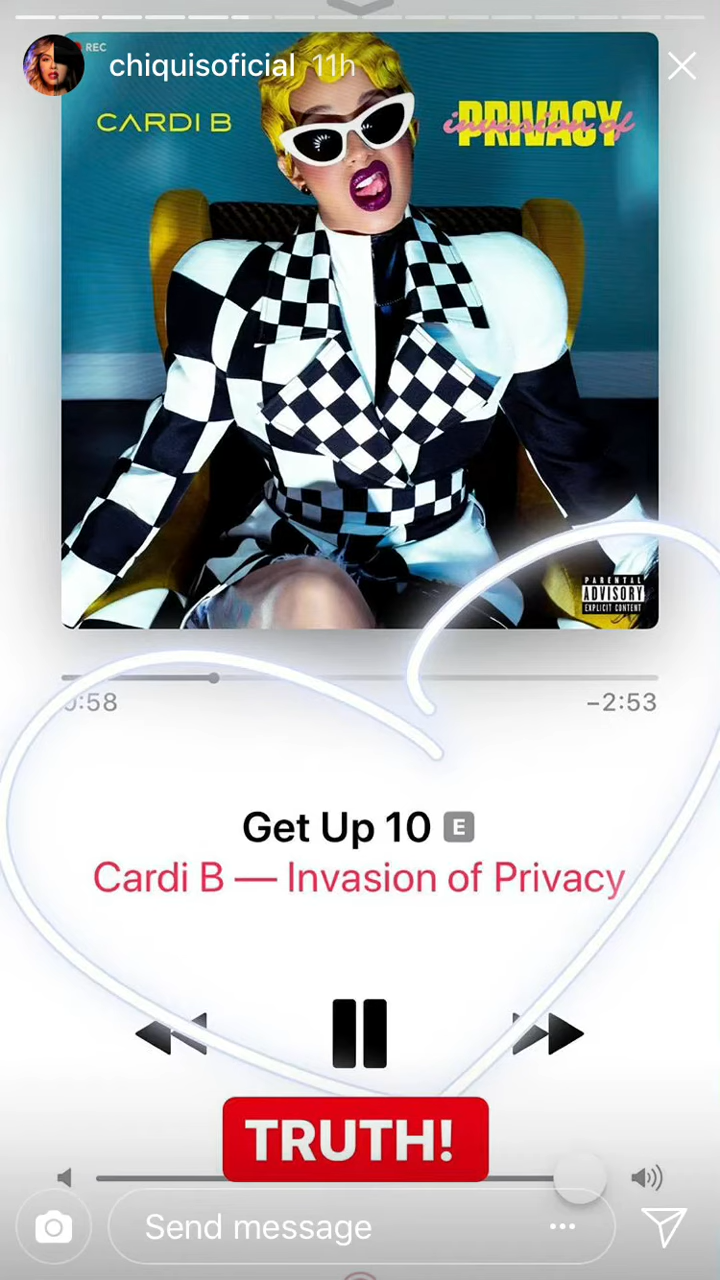 REC
chiquisoficial 11h
CARDI B
invasion of
PRIVACY
PARENTAL
ADVISORY
EXPLICIT CONTENT
0:58
−2:53
Get Up 10 E
Cardi B — Invasion of Privacy
TRUTH!
Send message